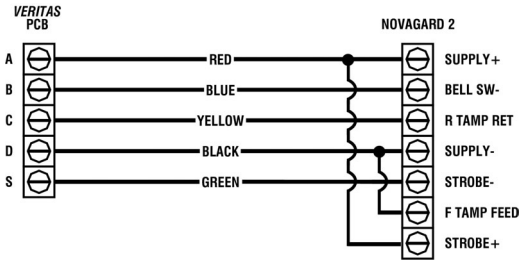 VERITAS
PCB
NOVAGARD 2
A RED SUPPLY+
B BLUE BELL SW-
C YELLOW R TAMP RET
D BLACK SUPPLY-
S GREEN STROBE-
F TAMP FEED
STROBE+